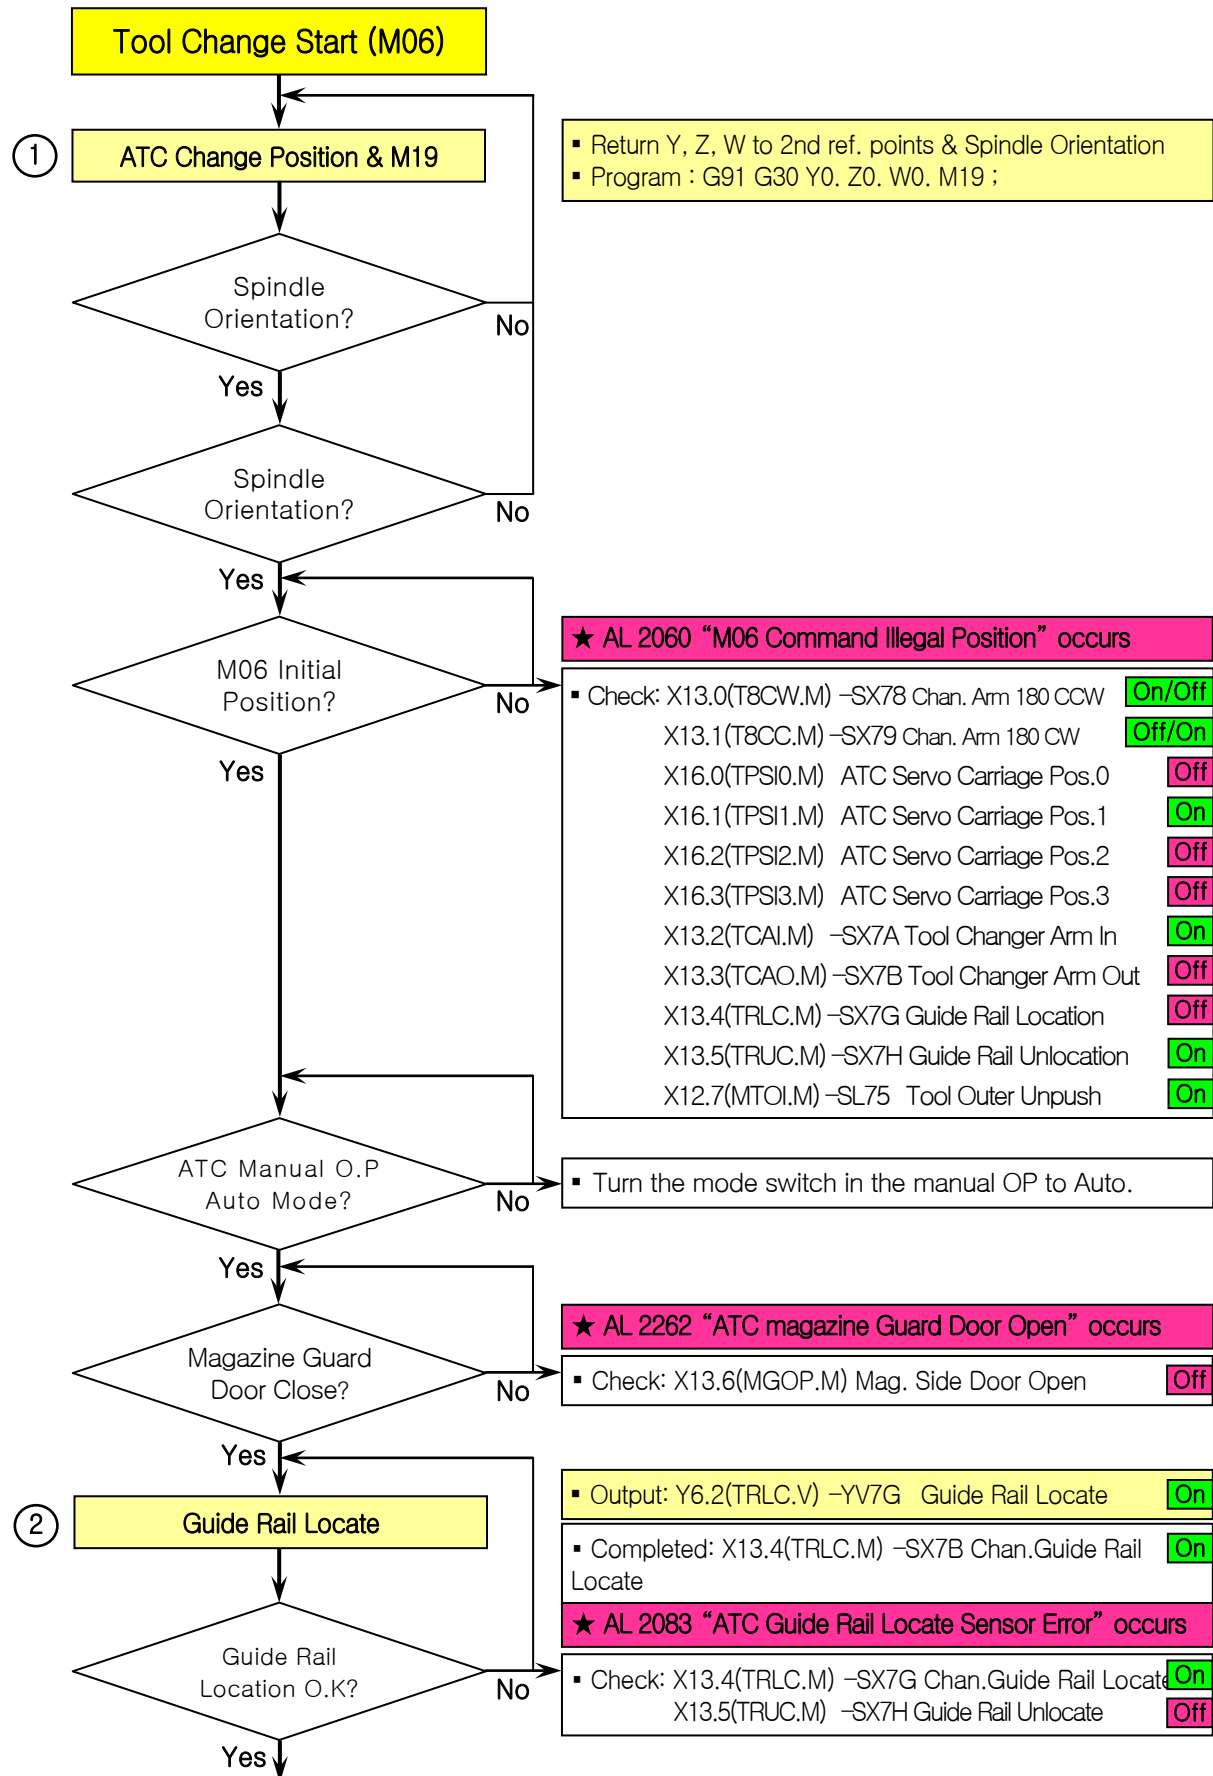 Tool Change Start (M06)
1
ATC Change Position & M19
▪ Return Y, Z, W to 2nd ref. points & Spindle Orientation
▪ Program : G91 G30 Y0. Z0. W0. M19 ;
Spindle
Orientation?
No
Yes
Spindle
Orientation?
No
Yes
M06 Initial
Position?
No
Yes
★ AL 2060 “M06 Command Illegal Position” occurs
▪ Check: X13.0(T8CW.M) -SX78 Chan. Arm 180 CCW On/Off
X13.1(T8CC.M) -SX79 Chan. Arm 180 CW Off/On
X16.0(TPSI0.M) ATC Servo Carriage Pos.0 Off
X16.1(TPSI1.M) ATC Servo Carriage Pos.1 On
X16.2(TPSI2.M) ATC Servo Carriage Pos.2 Off
X16.3(TPSI3.M) ATC Servo Carriage Pos.3 Off
X13.2(TCAI.M) -SX7A Tool Changer Arm In On
X13.3(TCAO.M) -SX7B Tool Changer Arm Out Off
X13.4(TRLC.M) -SX7G Guide Rail Location Off
X13.5(TRUC.M) -SX7H Guide Rail Unlocation On
X12.7(MTOI.M) -SL75 Tool Outer Unpush On
ATC Manual O.P
Auto Mode?
No
Yes
▪ Turn the mode switch in the manual OP to Auto.
Magazine Guard
Door Close?
No
Yes
★ AL 2262 “ATC magazine Guard Door Open” occurs
▪ Check: X13.6(MGOP.M) Mag. Side Door Open Off
2
Guide Rail Locate
▪ Output: Y6.2(TRLC.V) -YV7G Guide Rail Locate On
▪ Completed: X13.4(TRLC.M) -SX7B Chan.Guide Rail On
Locate
Guide Rail
Location O.K?
No
Yes
★ AL 2083 “ATC Guide Rail Locate Sensor Error” occurs
▪ Check: X13.4(TRLC.M) -SX7G Chan.Guide Rail Locate On
X13.5(TRUC.M) -SX7H Guide Rail Unlocate Off